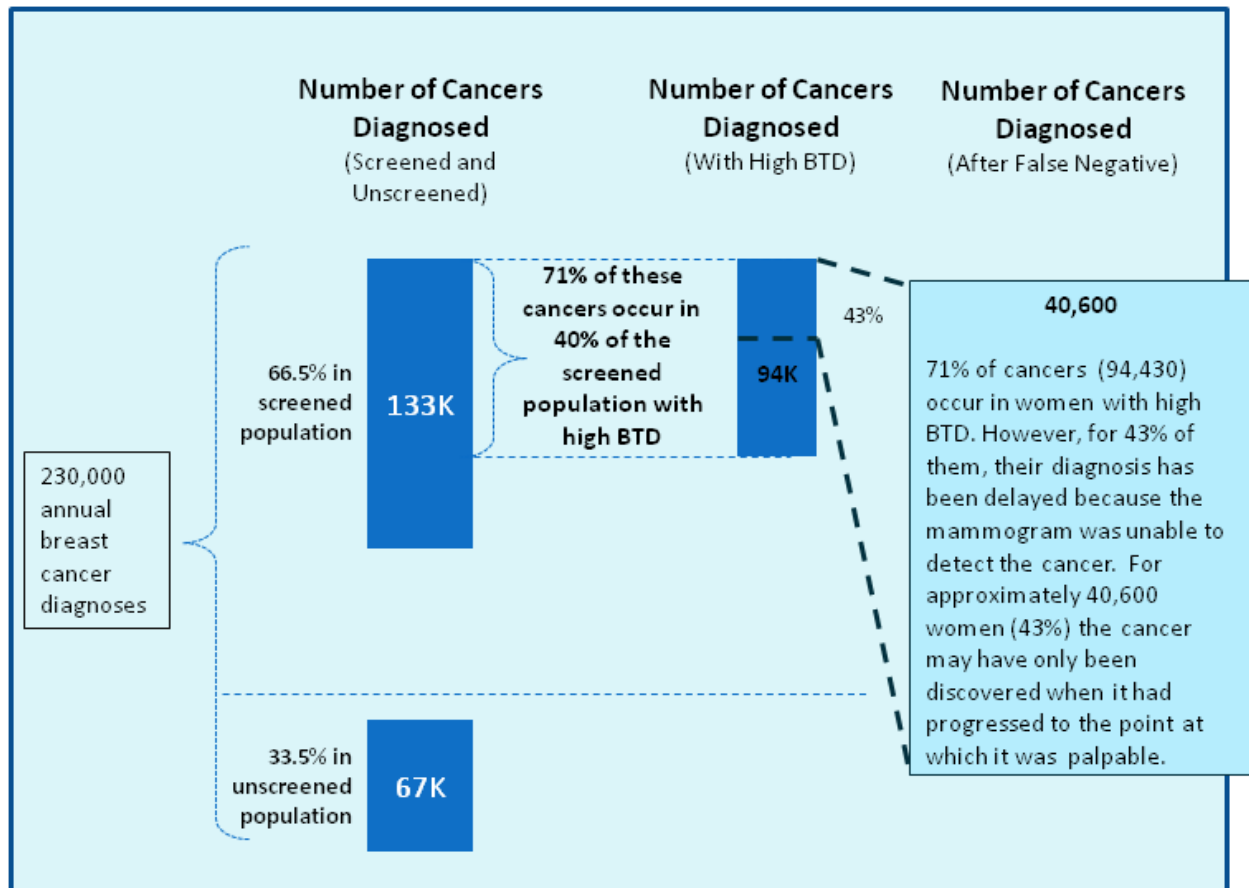 Number of Cancers
Diagnosed
(Screened and
Unscreened)
Number of Cancers
Diagnosed
(With High BTD)
Number of Cancers
Diagnosed
(After False Negative)
230,000
annual
breast
cancer
diagnoses
66.5% in
screened
population
133K
71% of these
cancers occur in
40% of the
screened
population with
high BTD
94K
43%
40,600
71% of cancers (94,430)
occur in women with high
BTD. However, for 43% of
them, their diagnosis has
been delayed because the
mammogram was unable to
detect the cancer. For
approximately 40,600
women (43%) the cancer
may have only been
discovered when it had
progressed to the point at
which it was palpable.
33.5% in
unscreened
population
67K